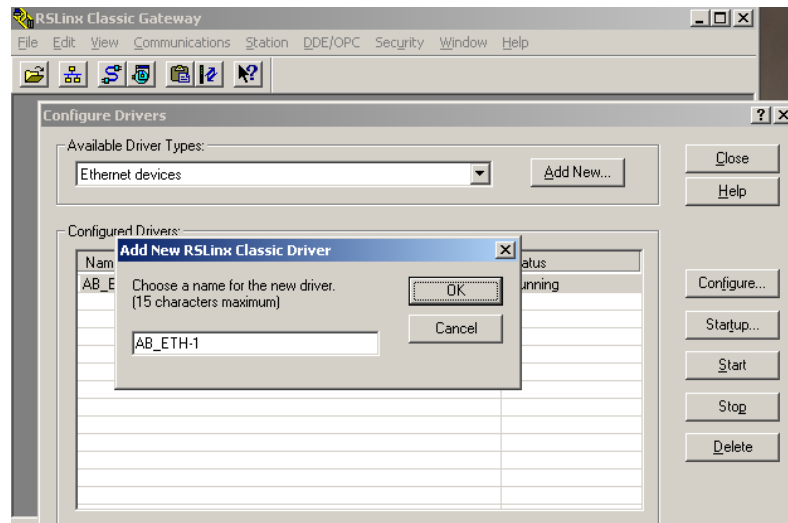 RSLinx Classic Gateway
File Edit View Communications Station DDE/OPC Security Window Help
Configure Drivers
Available Driver Types:
Ethernet devices
Add New...
Close
Help
Configured Drivers:
Add New RSLinx Classic Driver
Choose a name for the new driver.
(15 characters maximum)
AB_ETH-1
OK
Cancel
Configure...
Startup...
Start
Stop
Delete